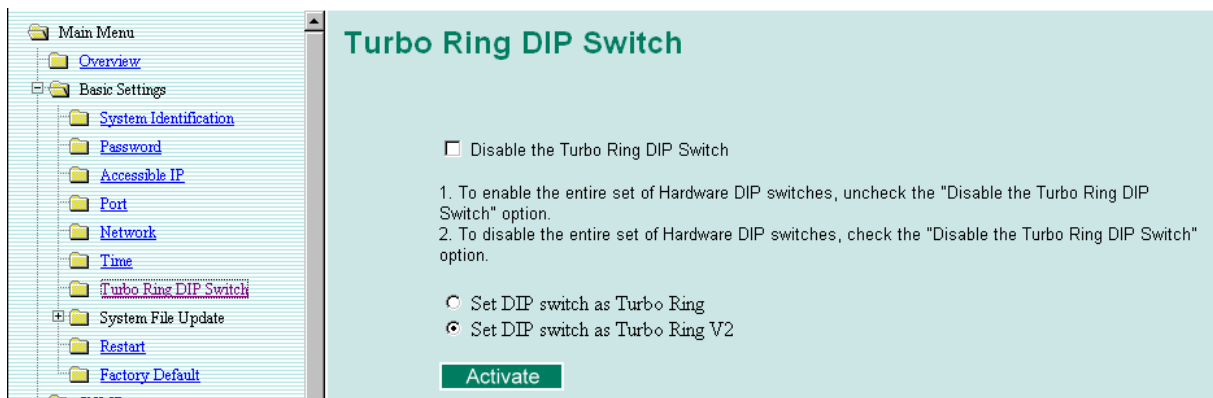 Main Menu
Overview
Basic Settings
System Identification
Password
Accessible IP
Port
Network
Time
Turbo Ring DIP Switch
System File Update
Restart
Factory Default
Turbo Ring DIP Switch
Disable the Turbo Ring DIP Switch
1. To enable the entire set of Hardware DIP switches, uncheck the "Disable the Turbo Ring DIP
Switch" option.
2. To disable the entire set of Hardware DIP switches, check the "Disable the Turbo Ring DIP Switch"
option.
Set DIP switch as Turbo Ring
Set DIP switch as Turbo Ring V2
Activate